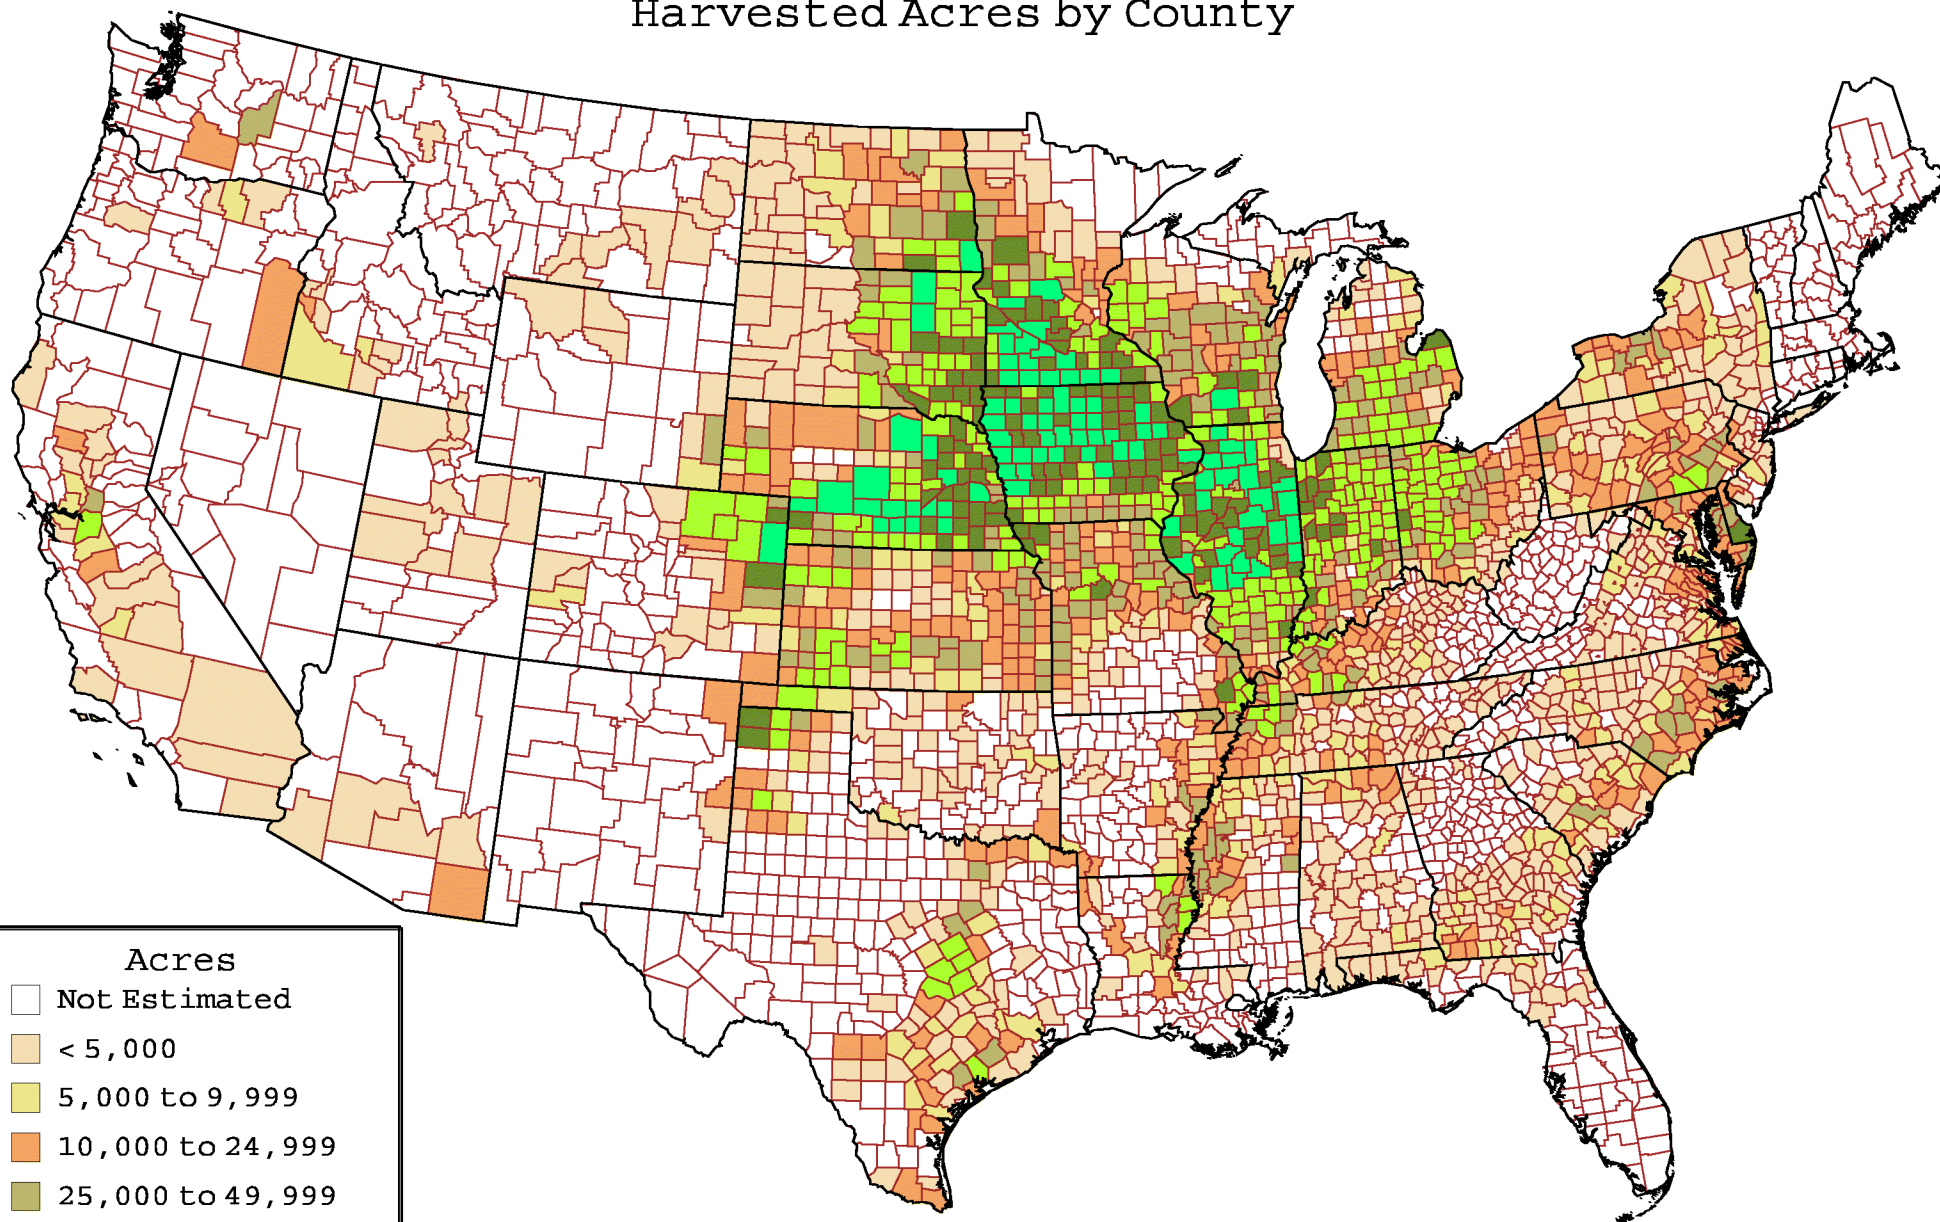 Harvested Acres by County
Acres
Not Estimated
< 5,000
5,000 to 9,999
10,000 to 24,999
25,000 to 49,999